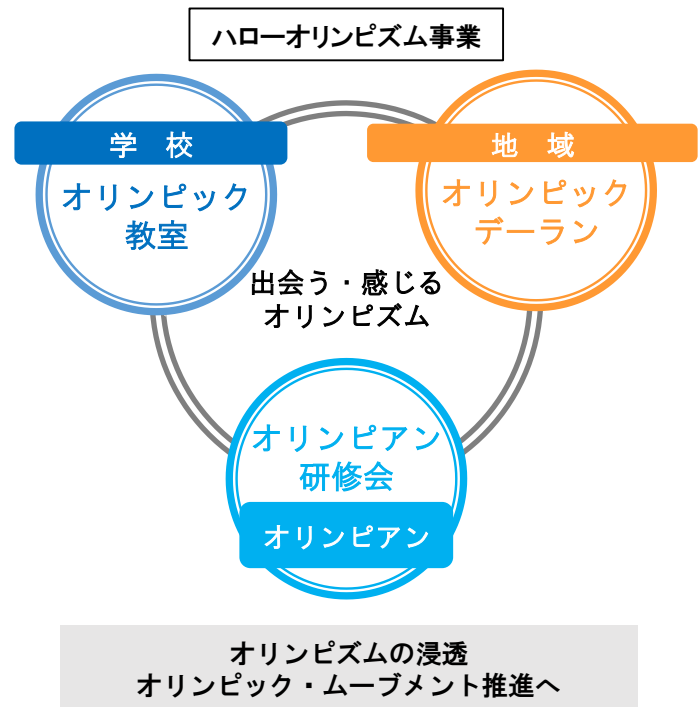 ハローオリンピズム事業
学　校
オリンピック
教室
地　域
オリンピック
デーラン
出会う・感じる
オリンピズム
オリンピアン
研修会
オリンピアン
オリンピズムの浸透
オリンピック・ムーブメント推進へ